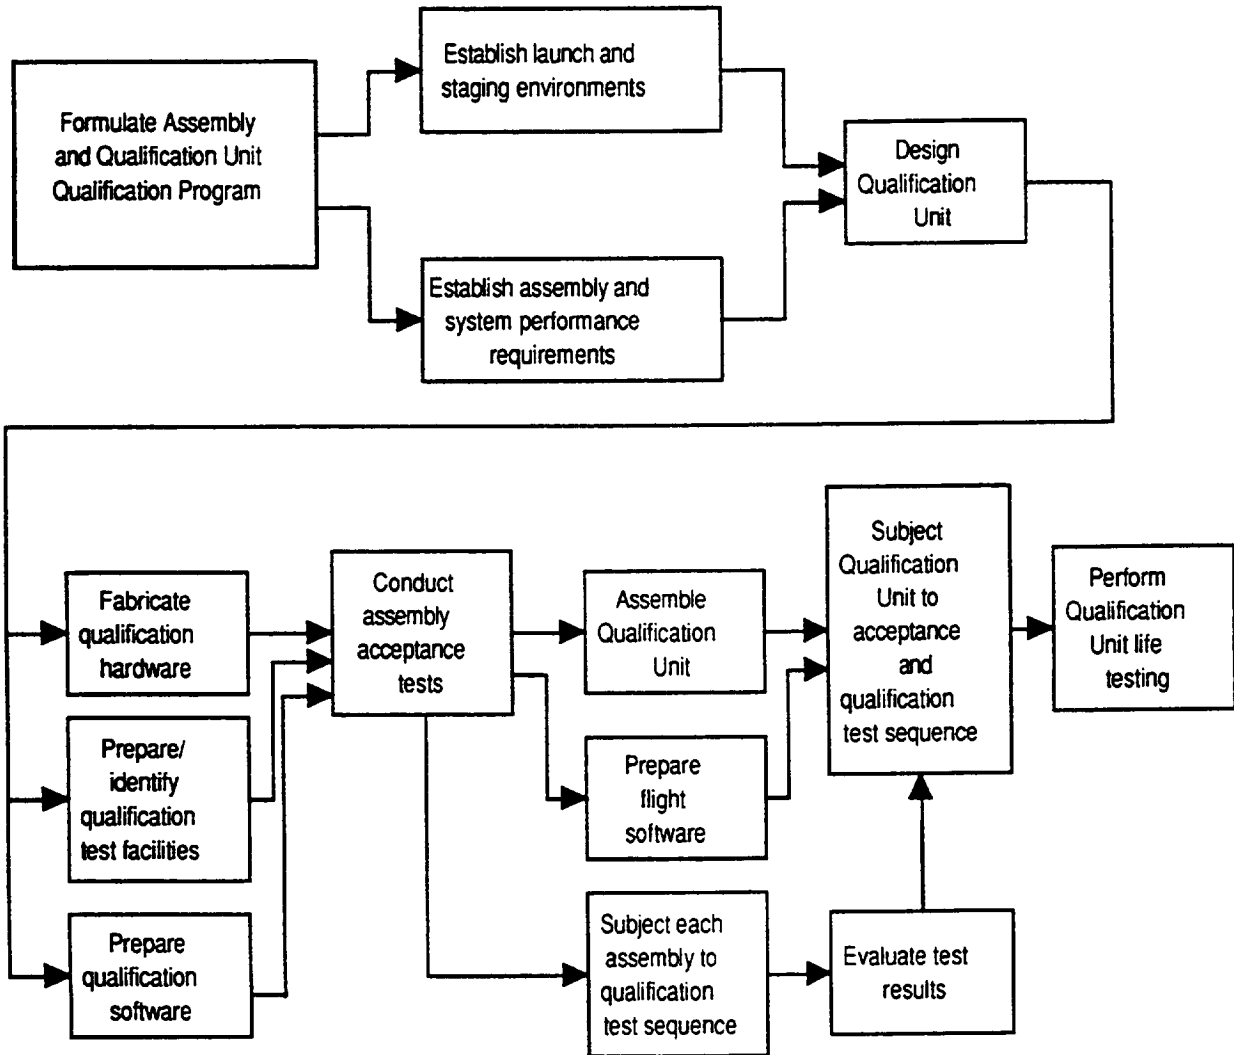 Formulate Assembly
and Qualification Unit
Qualification Program
Establish launch and
staging environments
Establish assembly and
system performance
requirements
Design
Qualification
Unit
Fabricate
qualification
hardware
Prepare/
identify
qualification
test facilities
Prepare
qualification
software
Conduct
assembly
acceptance
tests
Assemble
Qualification
Unit
Prepare
flight
software
Subject each
assembly to
qualification
test sequence
Evaluate test
results
Subject
Qualification
Unit to
acceptance
and
qualification
test sequence
Perform
Qualification
Unit life
testing